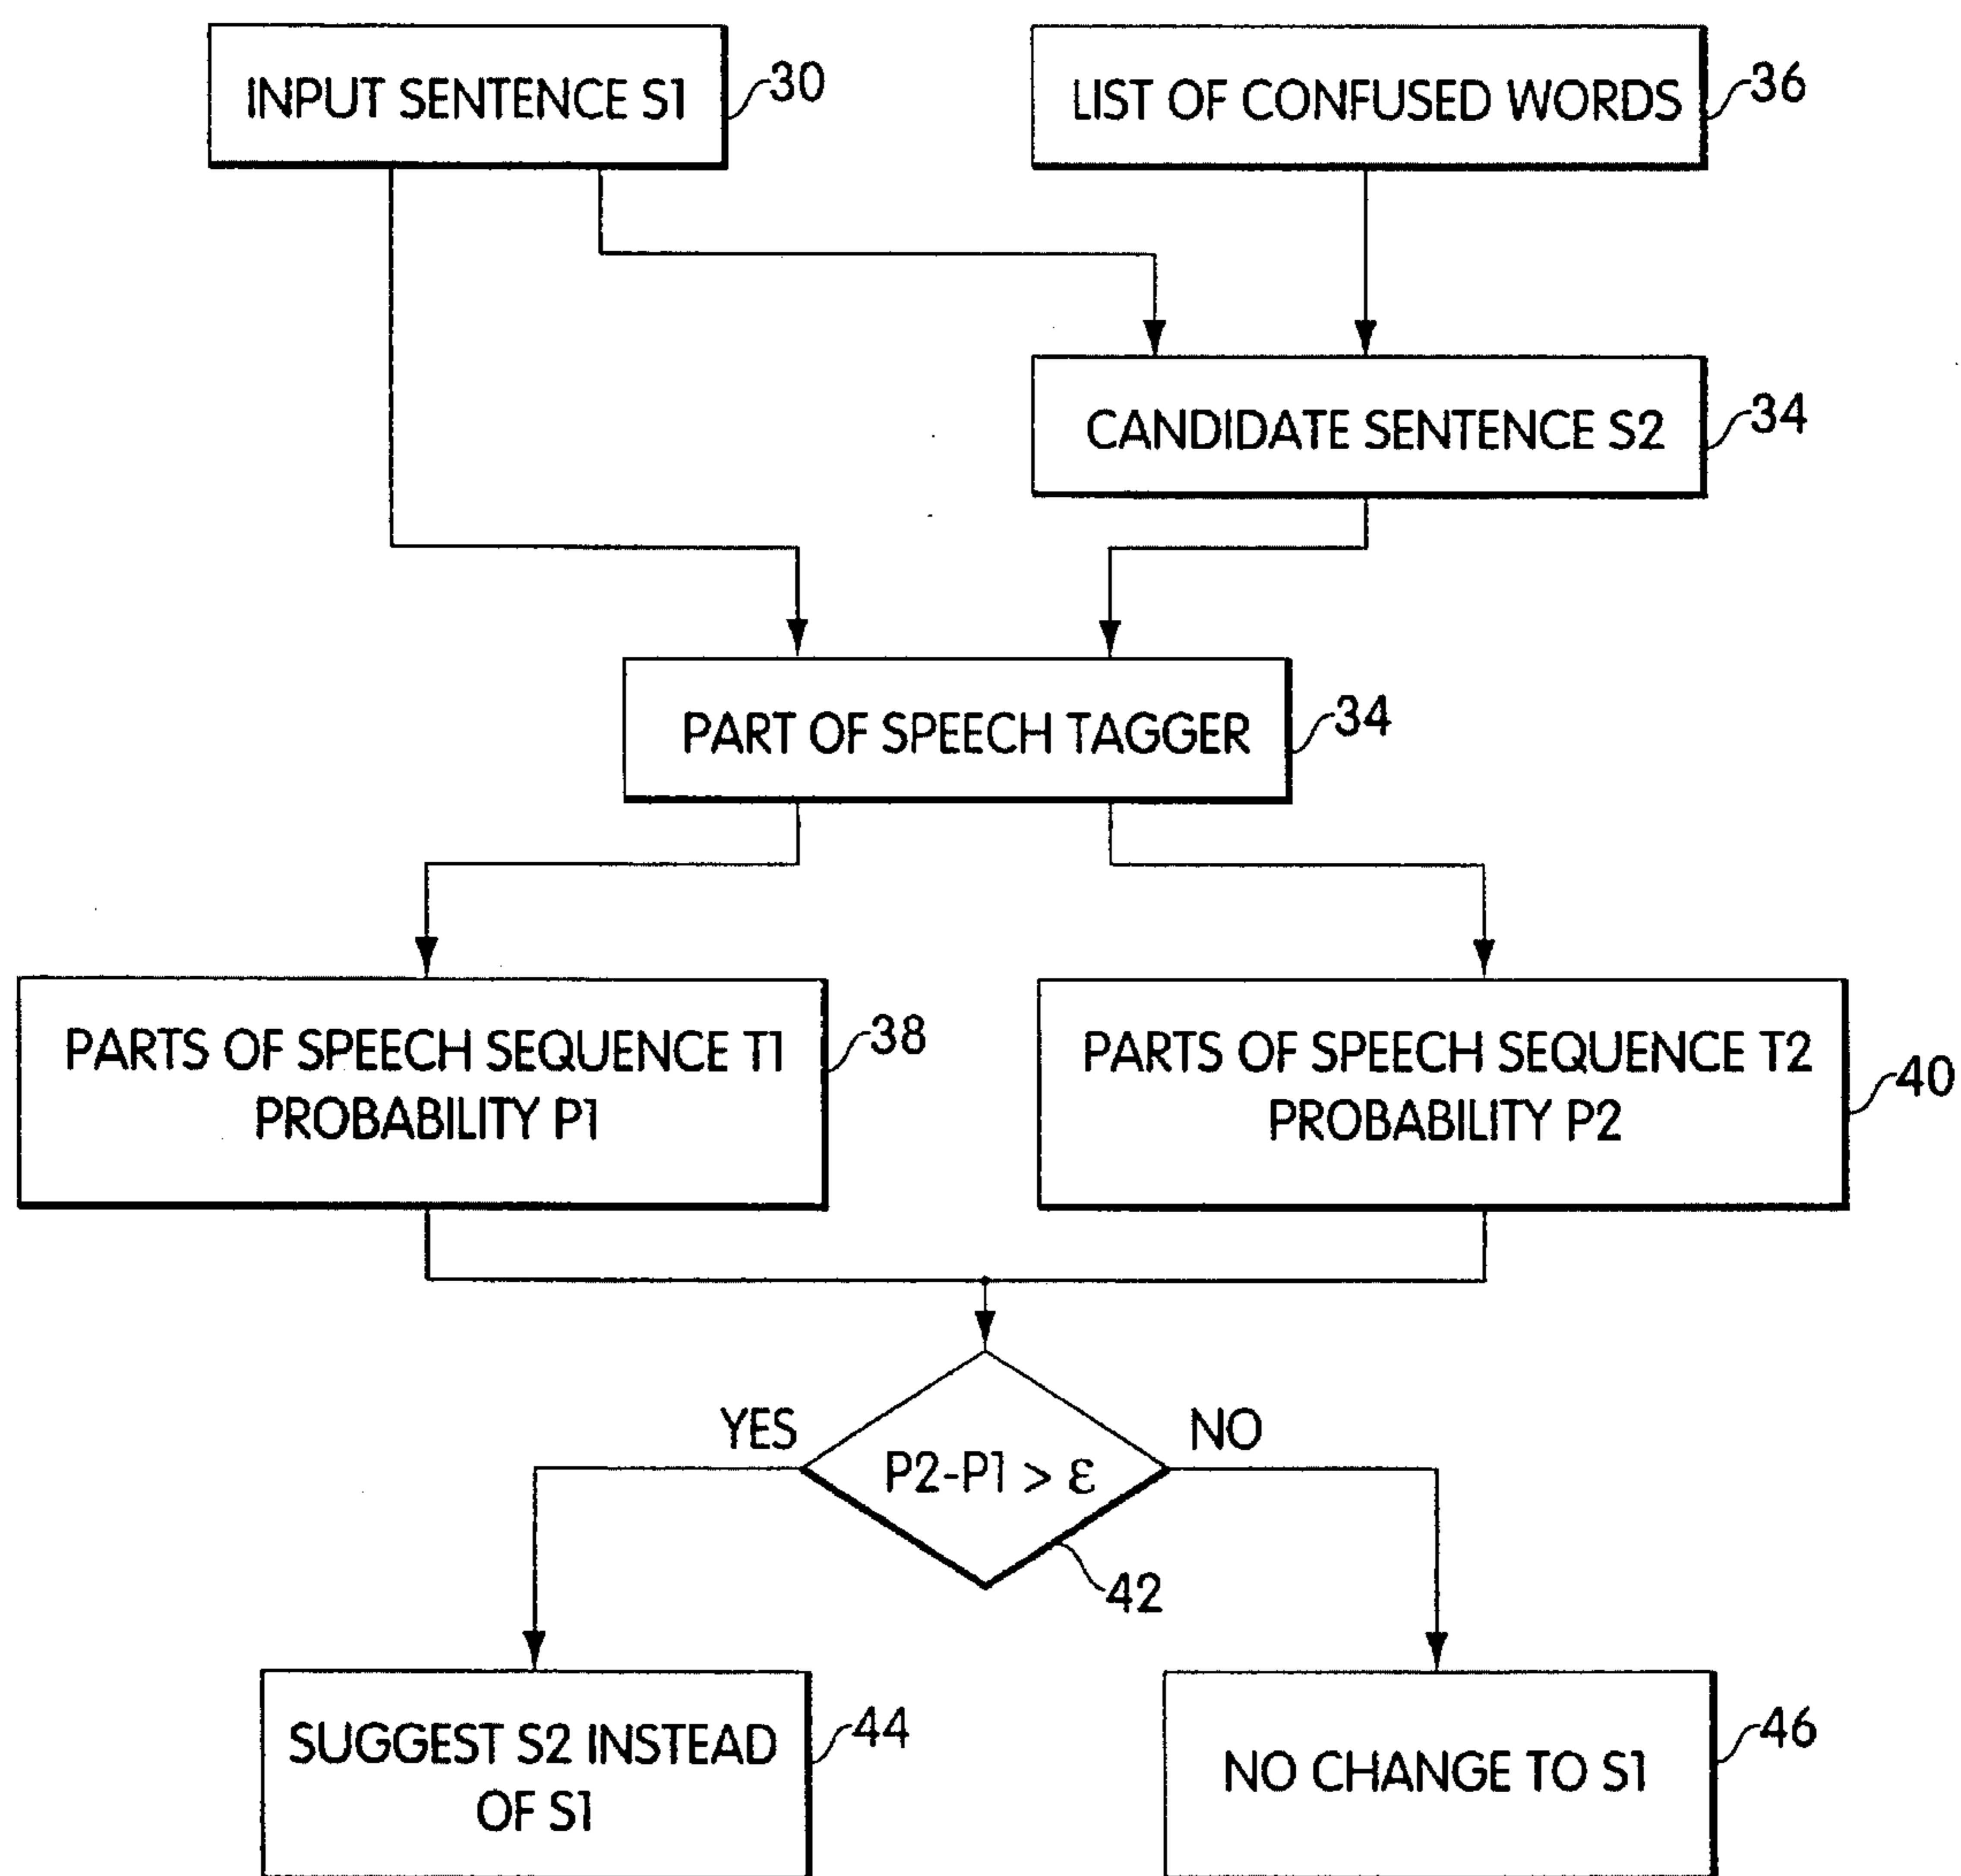 INPUT SENTENCE S1
30
LIST OF CONFUSED WORDS
36
CANDIDATE SENTENCE S2
34
PART OF SPEECH TAGGER
34
PARTS OF SPEECH SEQUENCE T1
PROBABILITY P1
38
PARTS OF SPEECH SEQUENCE T2
PROBABILITY P2
40
YES
P2-P1 > ε
NO
42
SUGGEST S2 INSTEAD
OF S1
44
NO CHANGE TO S1
46